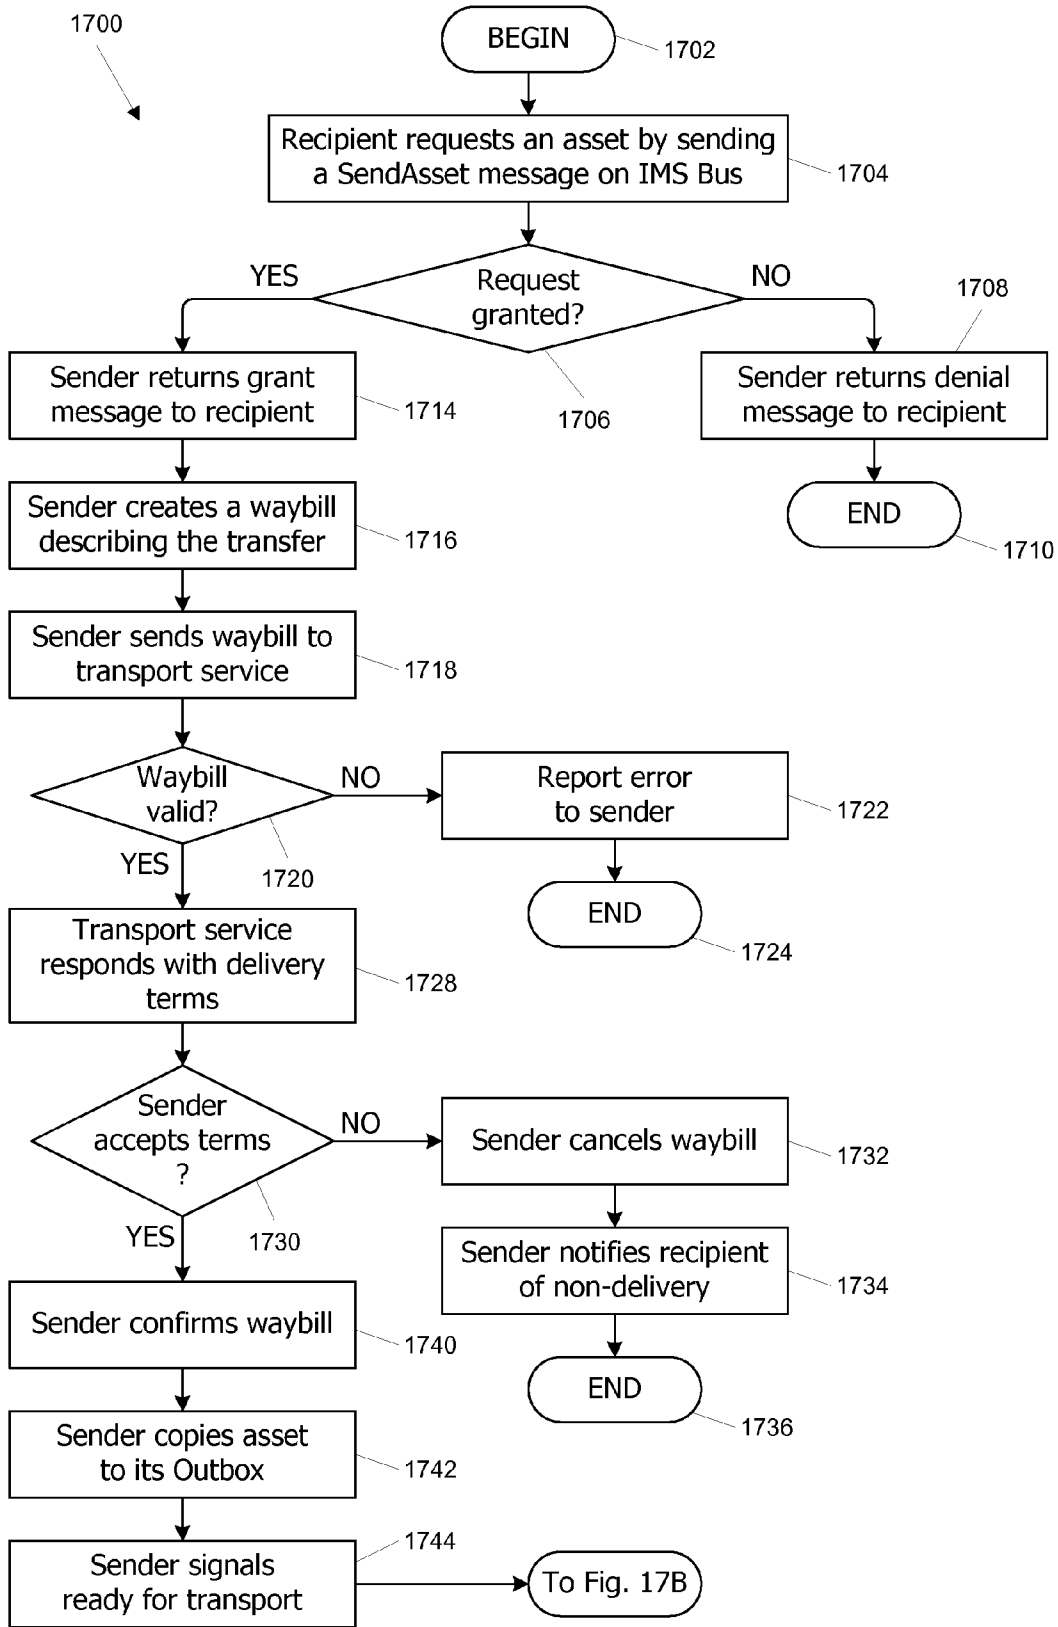 1700
BEGIN
1702
Recipient requests an asset by sending
a SendAsset message on IMS Bus
1704
YES
Request
granted?
NO
1706
1708
Sender returns grant
message to recipient
1714
Sender returns denial
message to recipient
END
1710
Sender creates a waybill
describing the transfer
1716
Sender sends waybill to
transport service
1718
Waybill
valid?
NO
1720
YES
Report error
to sender
1722
END
1724
Transport service
responds with delivery
terms
1728
Sender
accepts terms
?
NO
1730
YES
Sender cancels waybill
1732
Sender notifies recipient
of non-delivery
1734
END
1736
Sender confirms waybill
1740
Sender copies asset
to its Outbox
1742
Sender signals
ready for transport
1744
To Fig. 17B